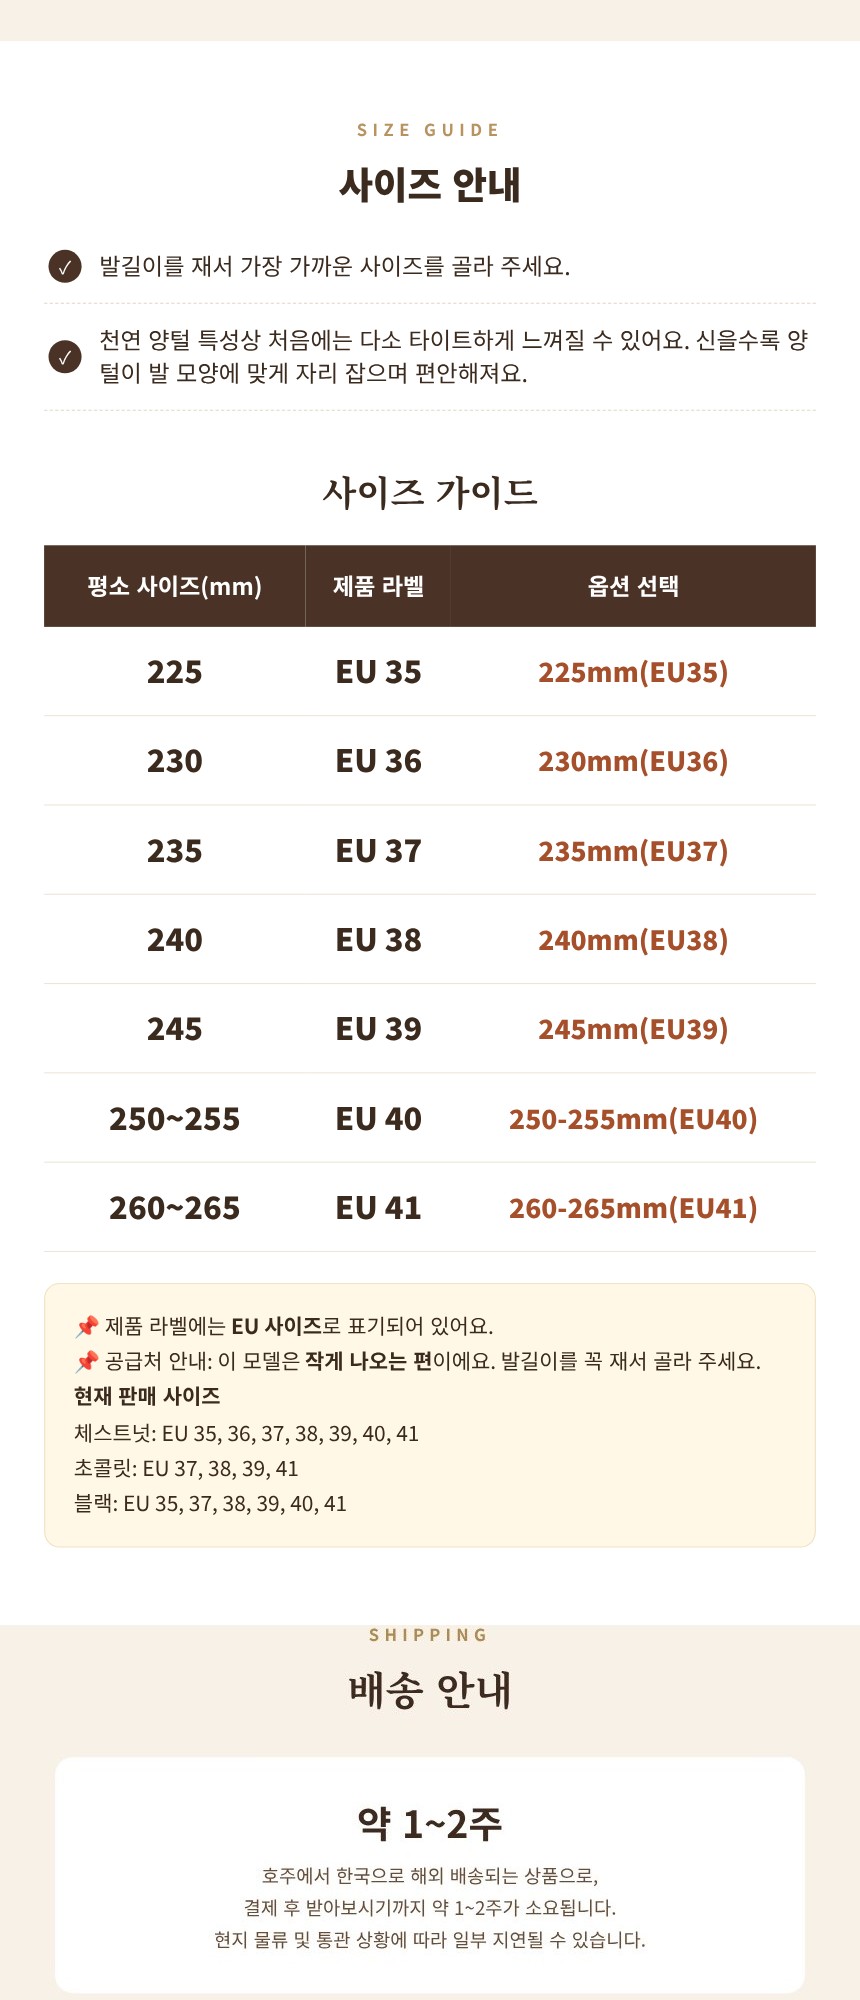 SIZE GUIDE
사이즈 안내
✓ 발길이를 재서 가장 가까운 사이즈를 골라 주세요.
✓ 천연 양털 특성상 처음에는 다소 타이트하게 느껴질 수 있어요. 신을수록 양
털이 발 모양에 맞게 자리 잡으며 편안해져요.
사이즈 가이드
평소 사이즈(mm) 제품 라벨 옵션 선택
225 EU 35 225mm(EU35)
230 EU 36 230mm(EU36)
235 EU 37 235mm(EU37)
240 EU 38 240mm(EU38)
245 EU 39 245mm(EU39)
250~255 EU 40 250-255mm(EU40)
260~265 EU 41 260-265mm(EU41)
📌 제품 라벨에는 EU 사이즈로 표기되어 있어요.
📌 공급처 안내: 이 모델은 작게 나오는 편이에요. 발길이를 꼭 재서 골라 주세요.
현재 판매 사이즈
체스트넛: EU 35, 36, 37, 38, 39, 40, 41
초콜릿: EU 37, 38, 39, 41
블랙: EU 35, 37, 38, 39, 40, 41
SHIPPING
배송 안내
약 1~2주
호주에서 한국으로 해외 배송되는 상품으로,
결제 후 받아보시기까지 약 1~2주가 소요됩니다.
현지 물류 및 통관 상황에 따라 일부 지연될 수 있습니다.